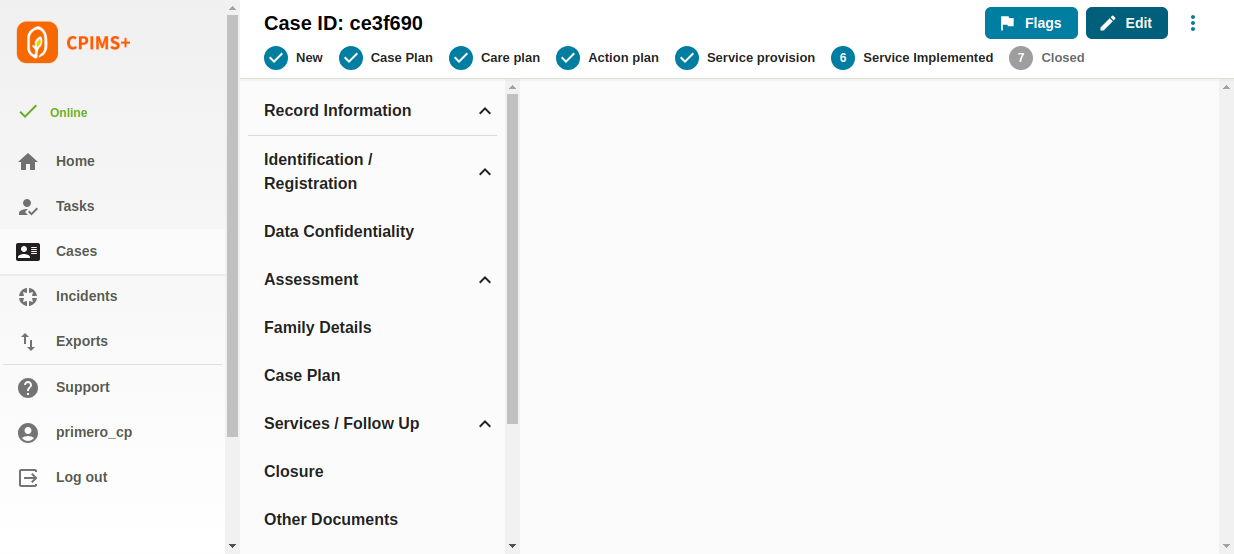 CPIMS+
Online
Home
Tasks
Cases
Incidents
Exports
Support
primero_cp
Log out
Case ID: ce3f690
Flags
Edit
New
Case Plan
Care plan
Action plan
Service provision
6 Service Implemented
7 Closed
Record Information
Identification /
Registration
Data Confidentiality
Assessment
Family Details
Case Plan
Services / Follow Up
Closure
Other Documents